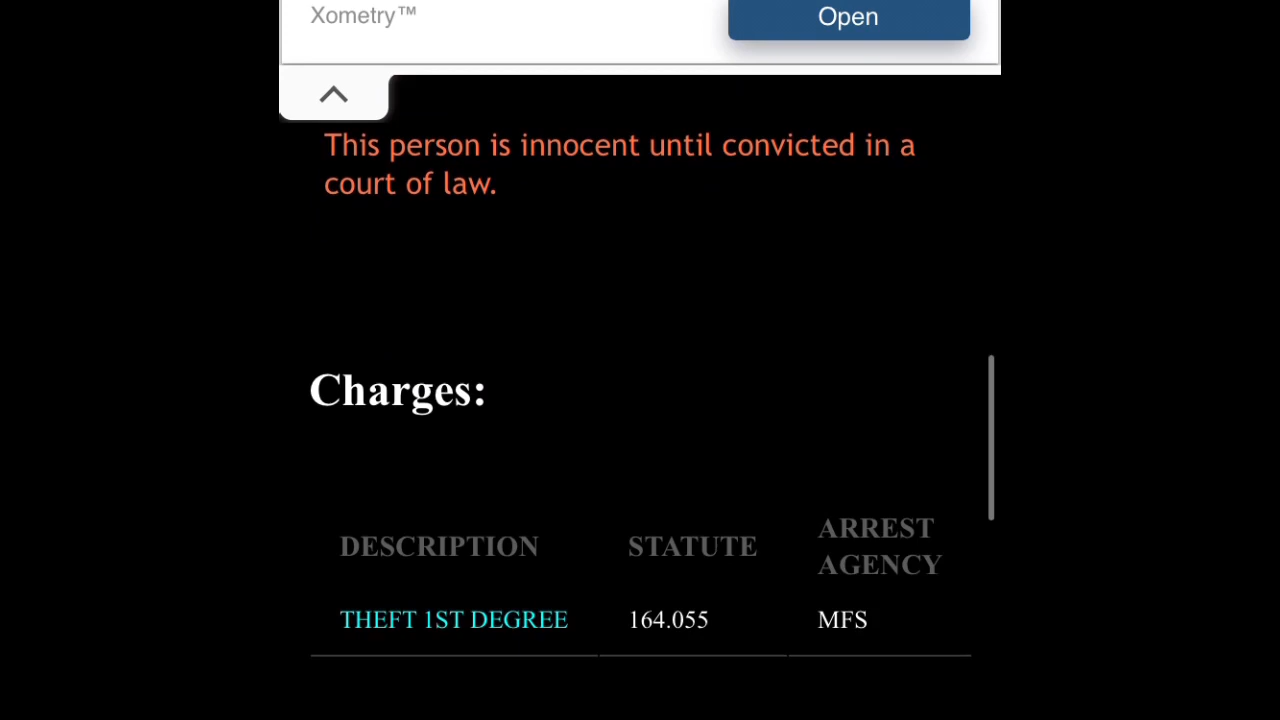 Xometry™
Open
This person is innocent until convicted in a
court of law.
Charges:
DESCRIPTION STATUTE ARREST
AGENCY
THEFT 1ST DEGREE 164.055 MFS